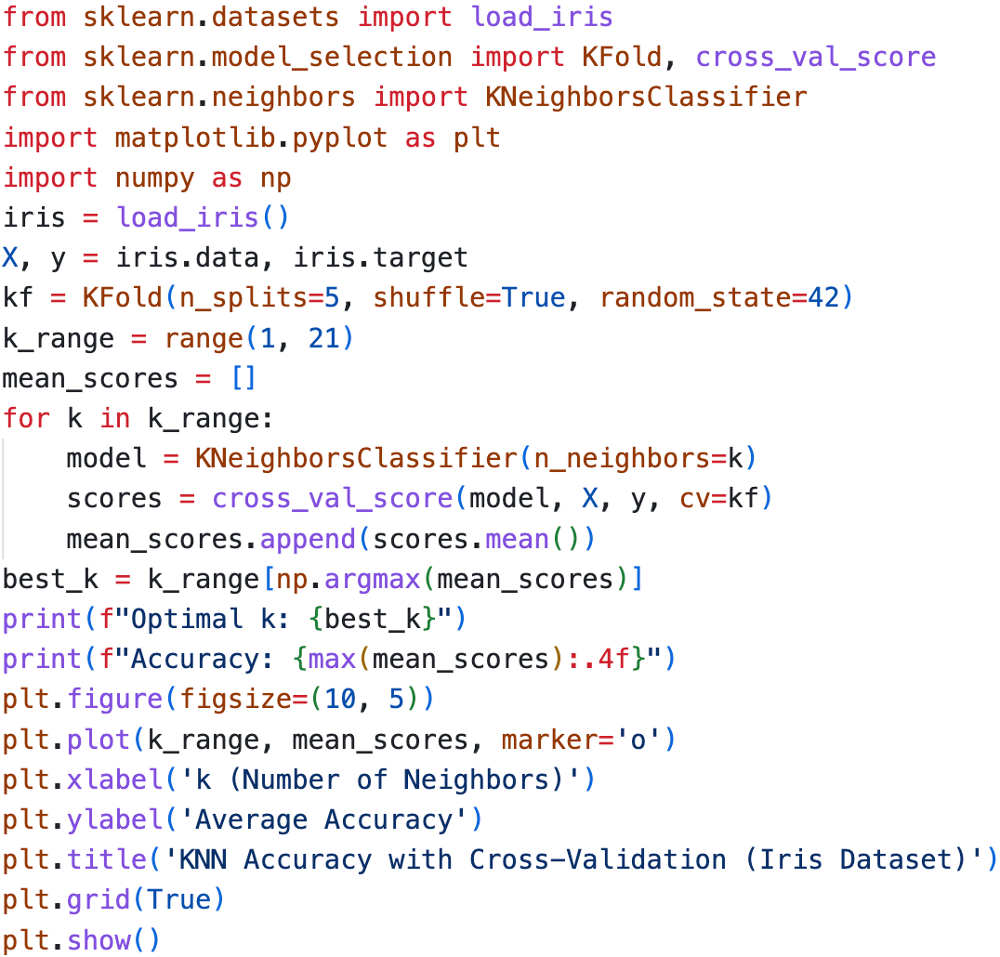 from sklearn.datasets import load_iris
from sklearn.model_selection import KFold, cross_val_score
from sklearn.neighbors import KNeighborsClassifier
import matplotlib.pyplot as plt
import numpy as np
iris = load_iris()
X, y = iris.data, iris.target
kf = KFold(n_splits=5, shuffle=True, random_state=42)
k_range = range(1, 21)
mean_scores = []
for k in k_range:
    model = KNeighborsClassifier(n_neighbors=k)
    scores = cross_val_score(model, X, y, cv=kf)
    mean_scores.append(scores.mean())
best_k = k_range[np.argmax(mean_scores)]
print(f"Optimal k: {best_k}")
print(f"Accuracy: {max(mean_scores):.4f}")
plt.figure(figsize=(10, 5))
plt.plot(k_range, mean_scores, marker='o')
plt.xlabel('k (Number of Neighbors)')
plt.ylabel('Average Accuracy')
plt.title('KNN Accuracy with Cross-Validation (Iris Dataset)')
plt.grid(True)
plt.show()